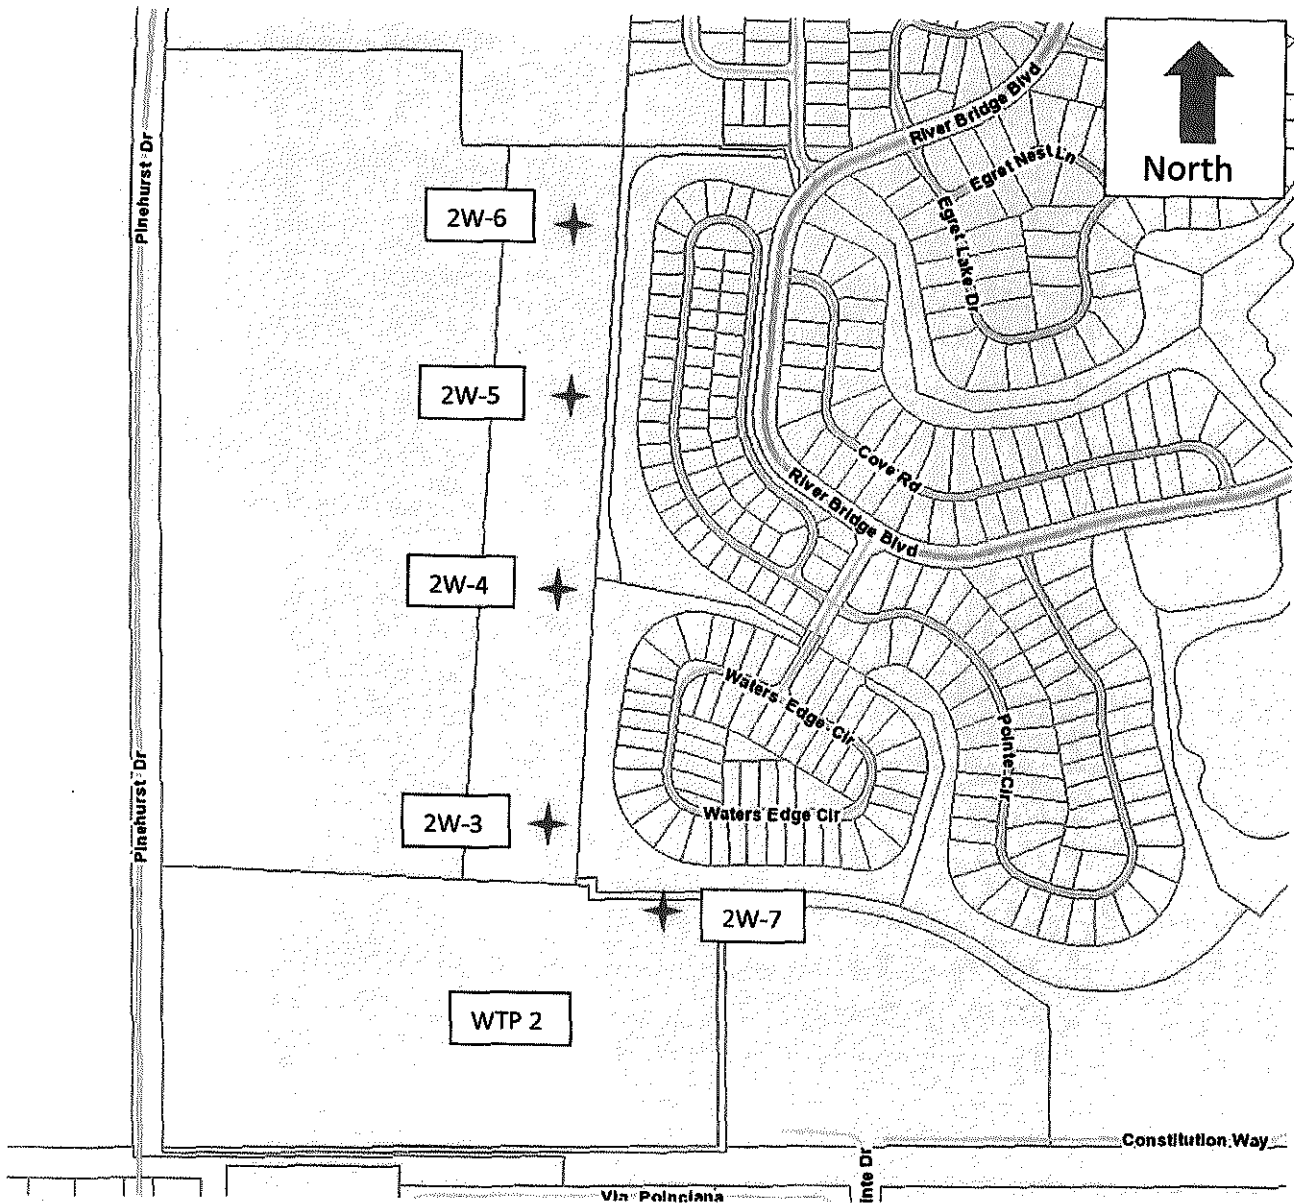 River Bridge Blvd
North
Pinehurst Dr
Egret Nest Ln
2W-6
Egret Lake Dr
2W-5
Cove Rd
River Bridge Blvd
2W-4
Waters Edge Cir
Pointe Cir
Pinehurst Dr
2W-3
Waters Edge Cir
2W-7
WTP 2
Constitution Way
inte Dr
Via Poinciana